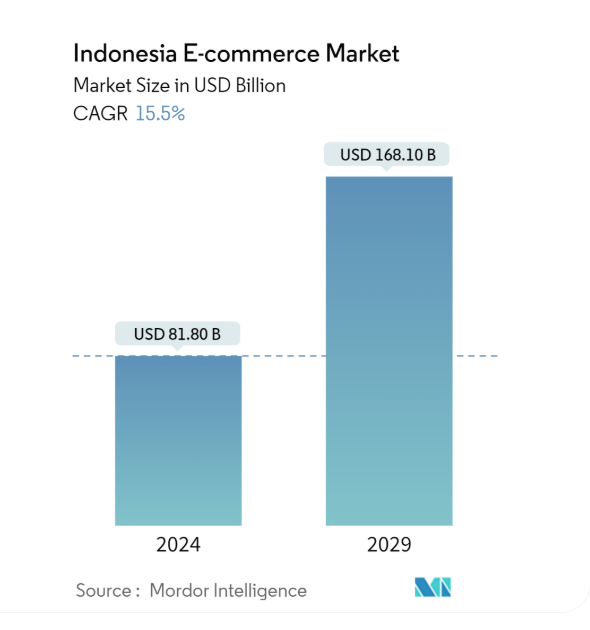 Indonesia E-commerce Market
Market Size in USD Billion
CAGR 15.5%
USD 168.10 B
USD 81.80 B
2024
2029
Source : Mordor Intelligence